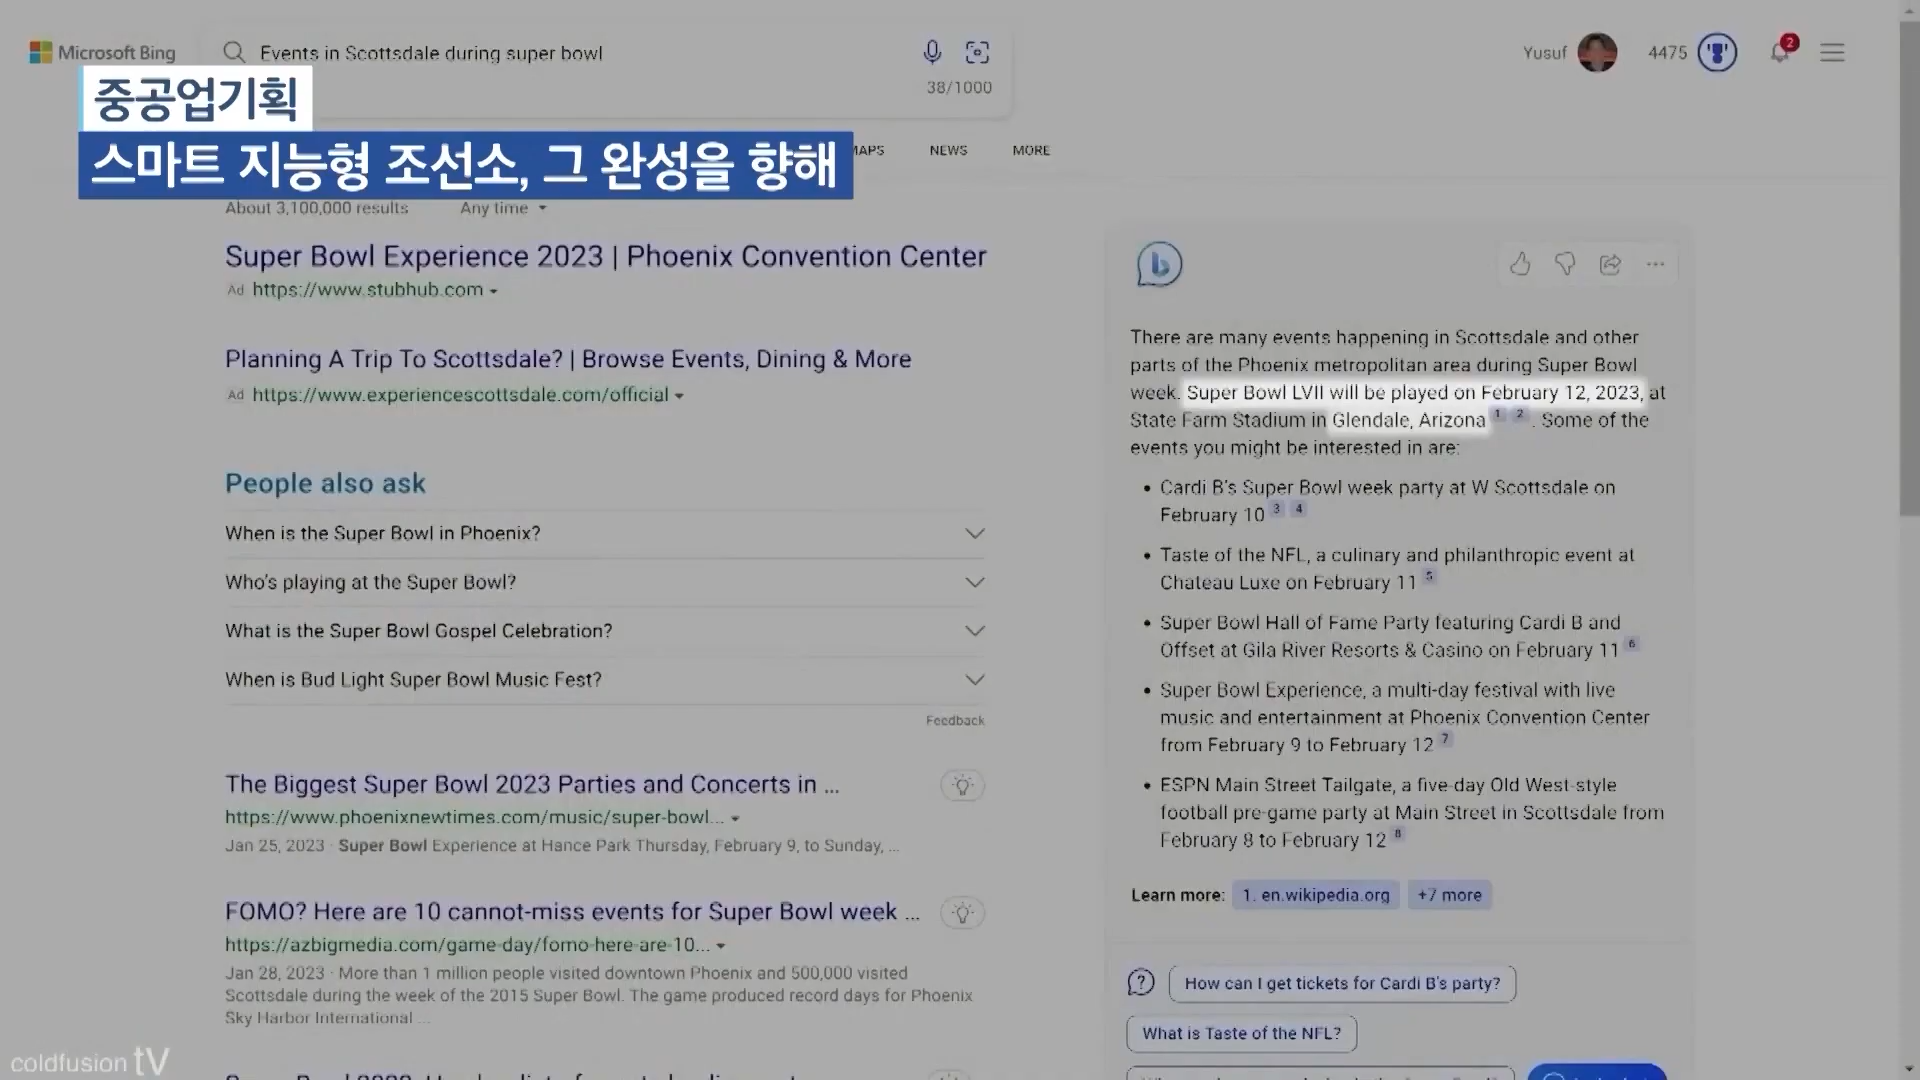 Microsoft Bing
Events in Scottsdale during super bowl
38/1000
Yusuf
4475
2
중공업기획
스마트 지능형 조선소, 그 완성을 향해
MAPS NEWS MORE
About 3,100,000 results Any time
Super Bowl Experience 2023 | Phoenix Convention Center
Ad https://www.stubhub.com
Planning A Trip To Scottsdale? | Browse Events, Dining & More
Ad https://www.experiencescottsdale.com/official
People also ask
When is the Super Bowl in Phoenix?
Who's playing at the Super Bowl?
What is the Super Bowl Gospel Celebration?
When is Bud Light Super Bowl Music Fest?
Feedback
The Biggest Super Bowl 2023 Parties and Concerts in ...
https://www.phoenixnewtimes.com/music/super-bowl...
Jan 25, 2023 · Super Bowl Experience at Hance Park Thursday, February 9, to Sunday, ...
FOMO? Here are 10 cannot-miss events for Super Bowl week ...
https://azbigmedia.com/game-day/fomo-here-are-10...
Jan 28, 2023 · More than 1 million people visited downtown Phoenix and 500,000 visited
Scottsdale during the week of the 2015 Super Bowl. The game produced record days for Phoenix
Sky Harbor International ...
There are many events happening in Scottsdale and other
parts of the Phoenix metropolitan area during Super Bowl
week. Super Bowl LVII will be played on February 12, 2023, at
State Farm Stadium in Glendale, Arizona 1 2 . Some of the
events you might be interested in are:
• Cardi B's Super Bowl week party at W Scottsdale on
February 10 3 4
• Taste of the NFL, a culinary and philanthropic event at
Chateau Luxe on February 11 5
• Super Bowl Hall of Fame Party featuring Cardi B and
Offset at Gila River Resorts & Casino on February 11 6
• Super Bowl Experience, a multi-day festival with live
music and entertainment at Phoenix Convention Center
from February 9 to February 12 7
• ESPN Main Street Tailgate, a five-day Old West-style
football pre-game party at Main Street in Scottsdale from
February 8 to February 12 8
Learn more: 1. en.wikipedia.org +7 more
How can I get tickets for Cardi B's party?
What is Taste of the NFL?
coldfusion tV